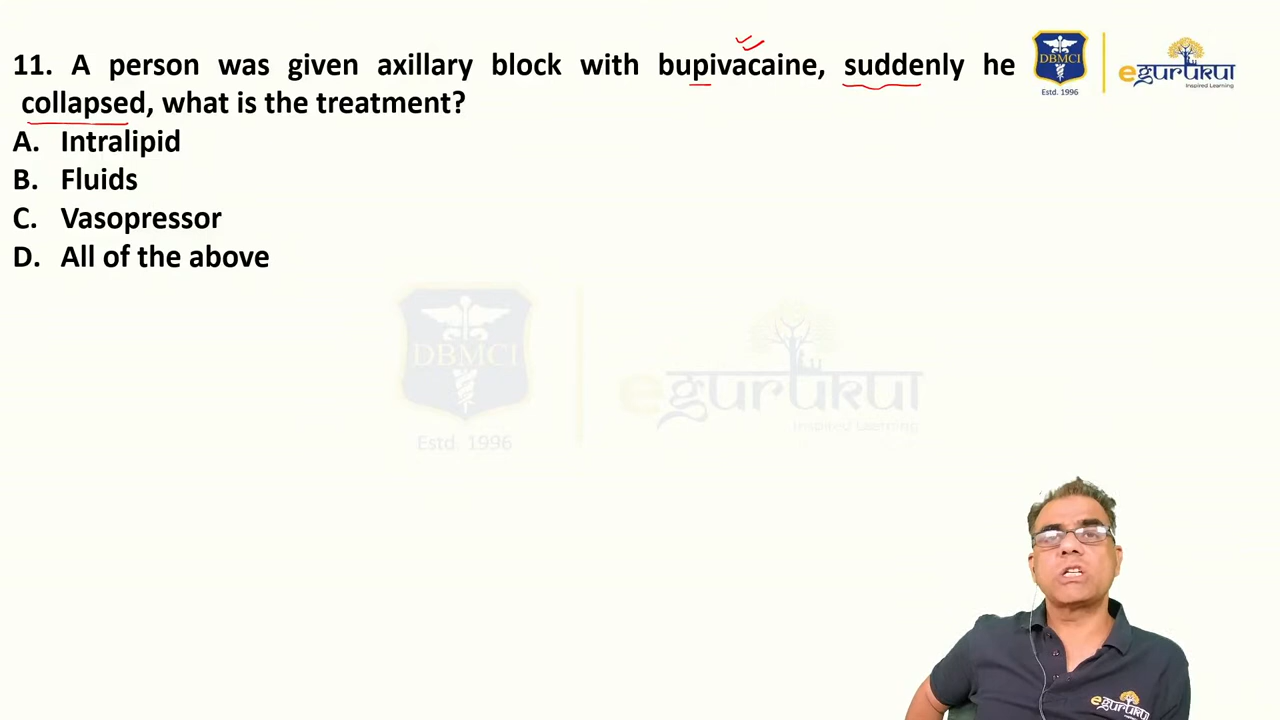 11. A person was given axillary block with bupivacaine, suddenly he
collapsed, what is the treatment?
A. Intralipid
B. Fluids
C. Vasopressor
D. All of the above
DBMCI
Estd. 1996
egurukul
Inspired Learning
DBMCI
Estd. 1996
egurukul
Inspired Learning
egurukul